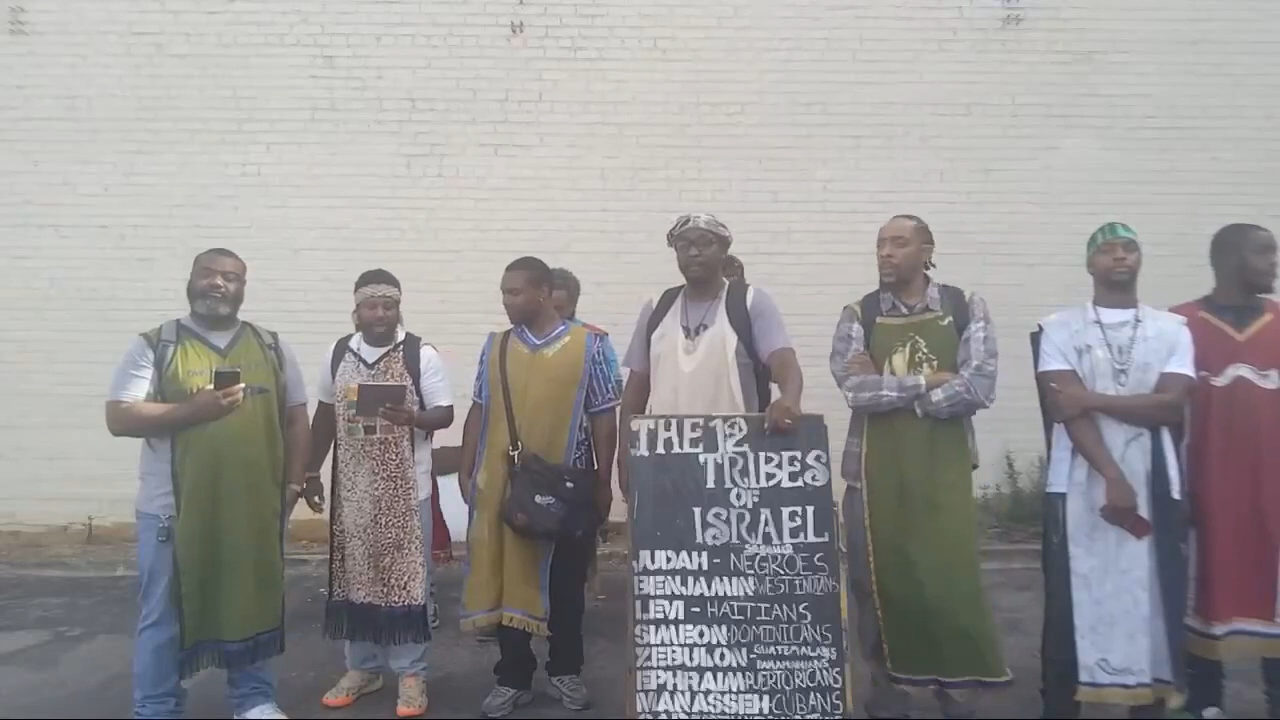 THE 12
TRIBES
OF
ISRAEL
JUDAH - NEGROES
BENJAMIN - WEST INDIANS
LEVI - HAITIANS
SIMEON - DOMINICANS
ZEBULON - GUATEMALANS
PANAMANIANS
EPHRAIM - PUERTO RICANS
MANASSEH - CUBANS